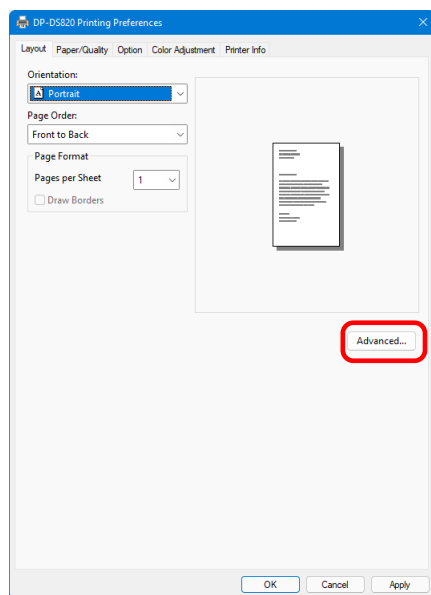 DP-DS820 Printing Preferences
Layout Paper/Quality Option Color Adjustment Printer Info
Orientation:
A Portrait
Page Order:
Front to Back
Page Format
Pages per Sheet 1
Draw Borders
Advanced...
OK Cancel Apply